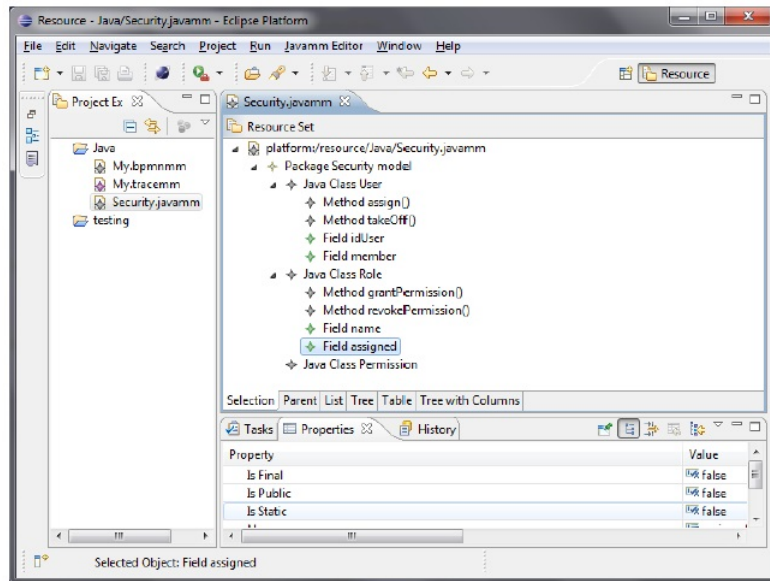 Resource - Java/Security.javamm - Eclipse Platform
File Edit Navigate Search Project Run Javamm Editor Window Help
Resource
Project Ex
Security.javamm
Resource Set
Java
My.bpmnmm
My.tracemm
Security.javamm
testing
platform:/resource/Java/Security.javamm
Package Security model
Java Class User
Method assign()
Method takeOff()
Field idUser
Field member
Java Class Role
Method grantPermission()
Method revokePermission()
Field name
Field assigned
Java Class Permission
Selection Parent List Tree Table Tree with Columns
Tasks Properties History
Property Value
Is Final false
Is Public false
Is Static false
Selected Object: Field assigned